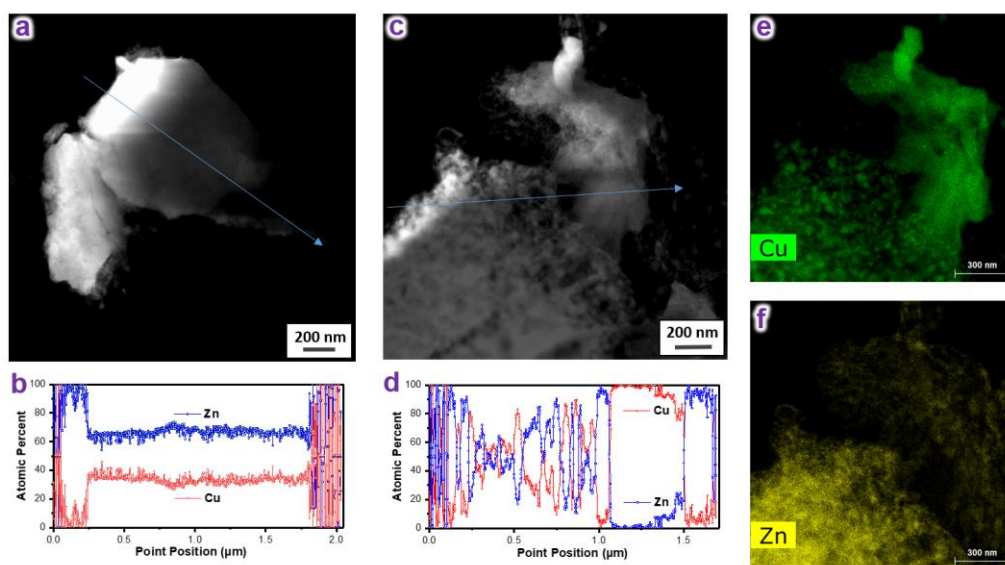 a
200 nm
c
200 nm
e
Cu
300 nm
b
100
80
60
40
20
0
Atomic Percent
Zn
Cu
0.0 0.5 1.0 1.5 2.0
Point Position (µm)
d
100
80
60
40
20
0
Atomic Percent
Cu
Zn
0.0 0.5 1.0 1.5
Point Position (µm)
f
Zn
300 nm